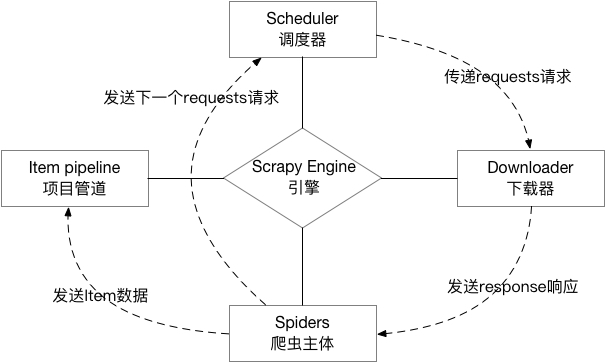 Scheduler
调度器
传递requests请求
发送下一个requests请求
Item pipeline
项目管道
Scrapy Engine
引擎
Downloader
下载器
发送Item数据
发送response响应
Spiders
爬虫主体